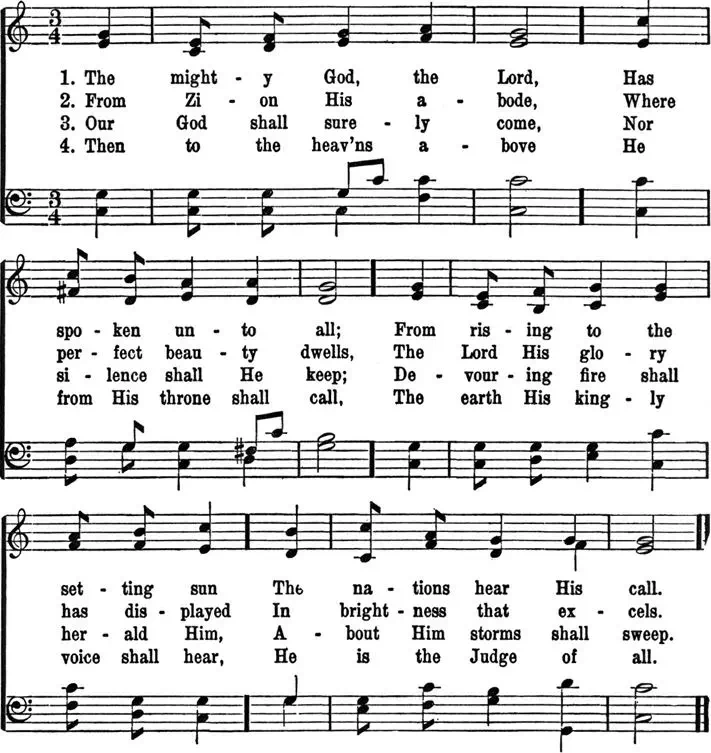 3 4
1. The might - y God, the Lord, Has
2. From Zi - on His a - bode, Where
3. Our God shall sure - ly come, Nor
4. Then to the heav'ns a - bove He
3 4
spo - ken un - to all; From ris - ing to the
per - fect beau - ty dwells, The Lord His glo - ry
si - lence shall He keep; De - vour - ing fire shall
from His throne shall call, The earth His king - ly
set - ting sun The na - tions hear His call.
has dis - played In bright - ness that ex - cels.
her - ald Him, A - bout Him storms shall sweep.
voice shall hear, He is the Judge of all.